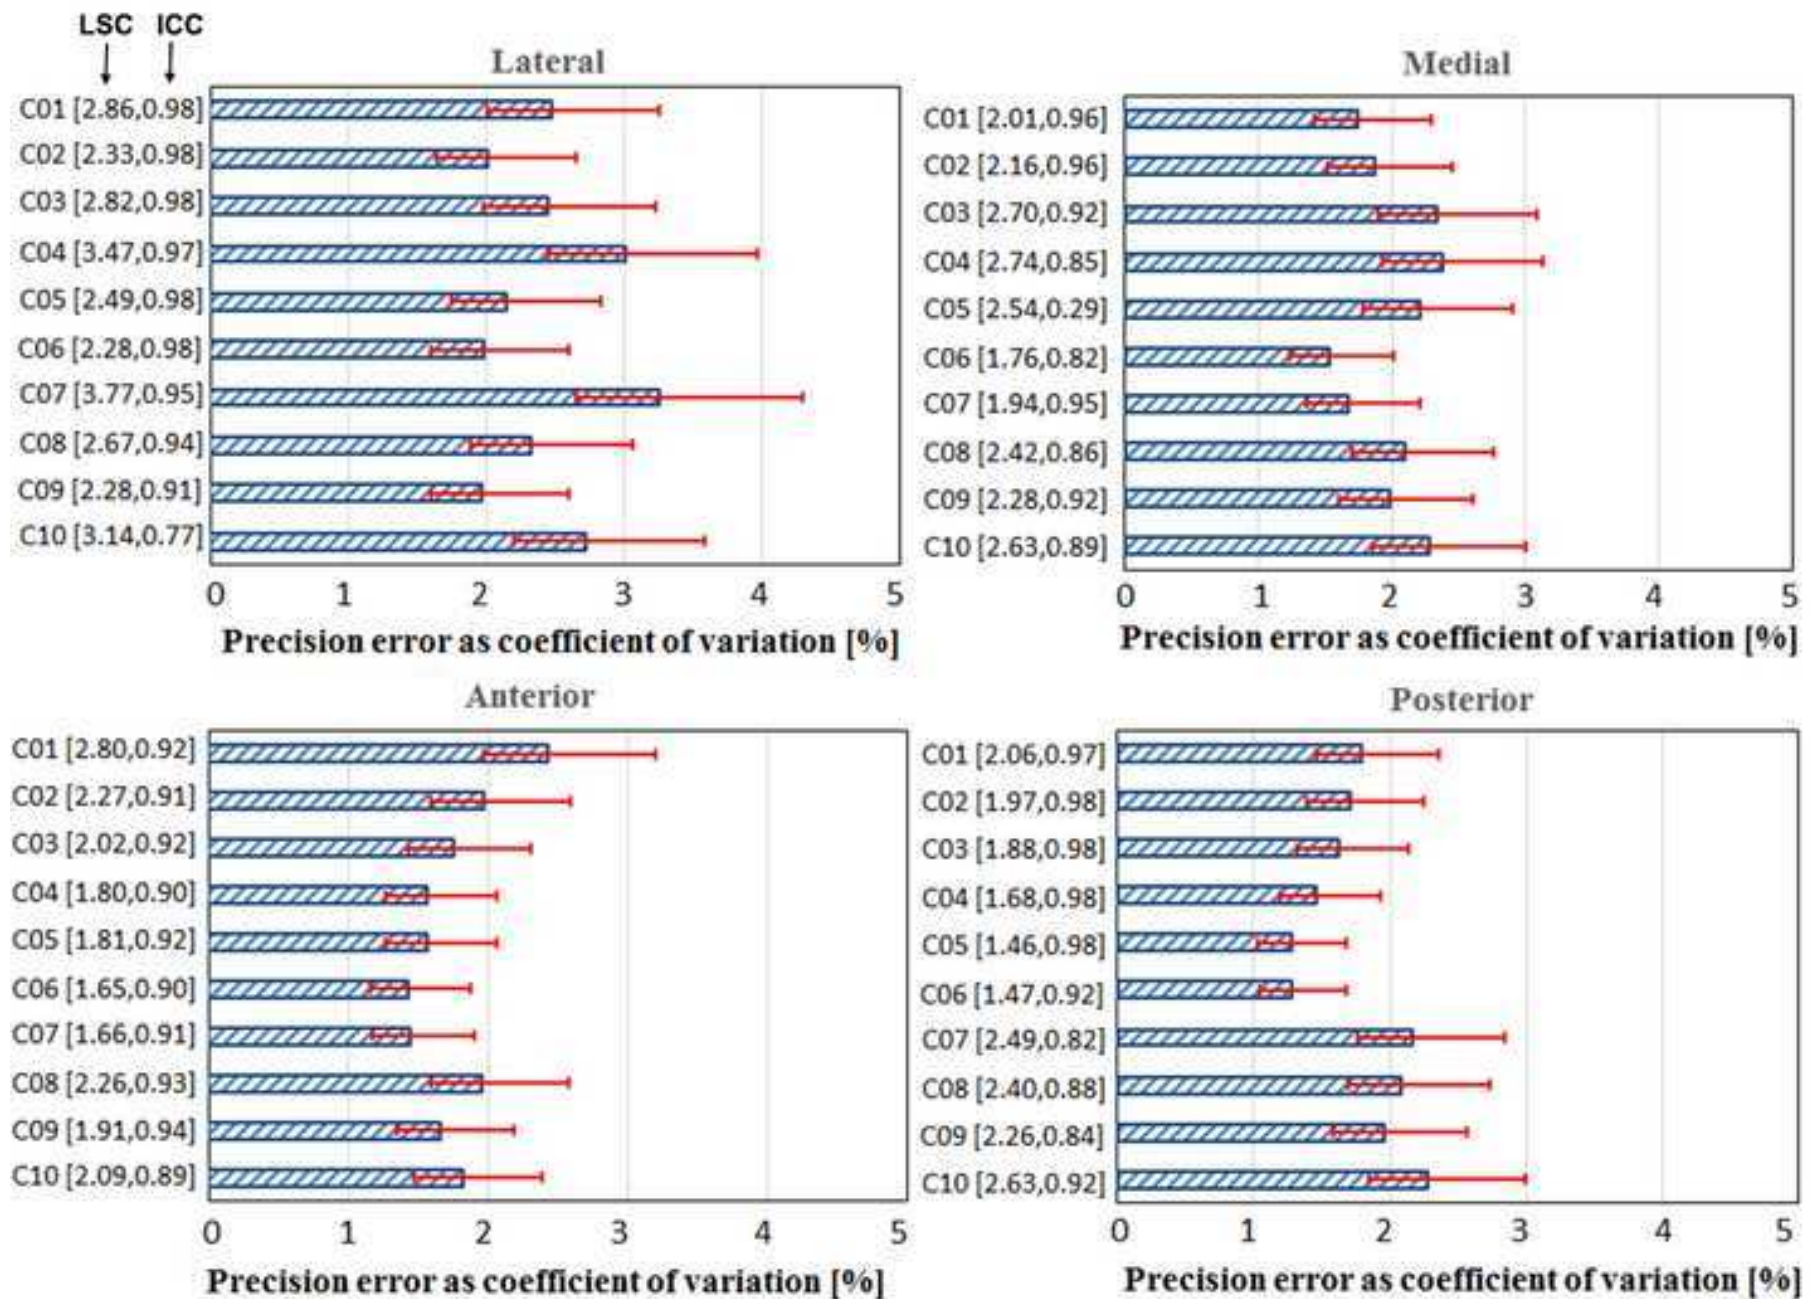 LSC ICC
Lateral
C01 [2.86,0.98]
C02 [2.33,0.98]
C03 [2.82,0.98]
C04 [3.47,0.97]
C05 [2.49,0.98]
C06 [2.28,0.98]
C07 [3.77,0.95]
C08 [2.67,0.94]
C09 [2.28,0.91]
C10 [3.14,0.77]
0 1 2 3 4 5
Precision error as coefficient of variation [%]
Medial
C01 [2.01,0.96]
C02 [2.16,0.96]
C03 [2.70,0.92]
C04 [2.74,0.85]
C05 [2.54,0.29]
C06 [1.76,0.82]
C07 [1.94,0.95]
C08 [2.42,0.86]
C09 [2.28,0.92]
C10 [2.63,0.89]
0 1 2 3 4 5
Precision error as coefficient of variation [%]
Anterior
C01 [2.80,0.92]
C02 [2.27,0.91]
C03 [2.02,0.92]
C04 [1.80,0.90]
C05 [1.81,0.92]
C06 [1.65,0.90]
C07 [1.66,0.91]
C08 [2.26,0.93]
C09 [1.91,0.94]
C10 [2.09,0.89]
0 1 2 3 4 5
Precision error as coefficient of variation [%]
Posterior
C01 [2.06,0.97]
C02 [1.97,0.98]
C03 [1.88,0.98]
C04 [1.68,0.98]
C05 [1.46,0.98]
C06 [1.47,0.92]
C07 [2.49,0.82]
C08 [2.40,0.88]
C09 [2.26,0.84]
C10 [2.63,0.92]
0 1 2 3 4 5
Precision error as coefficient of variation [%]